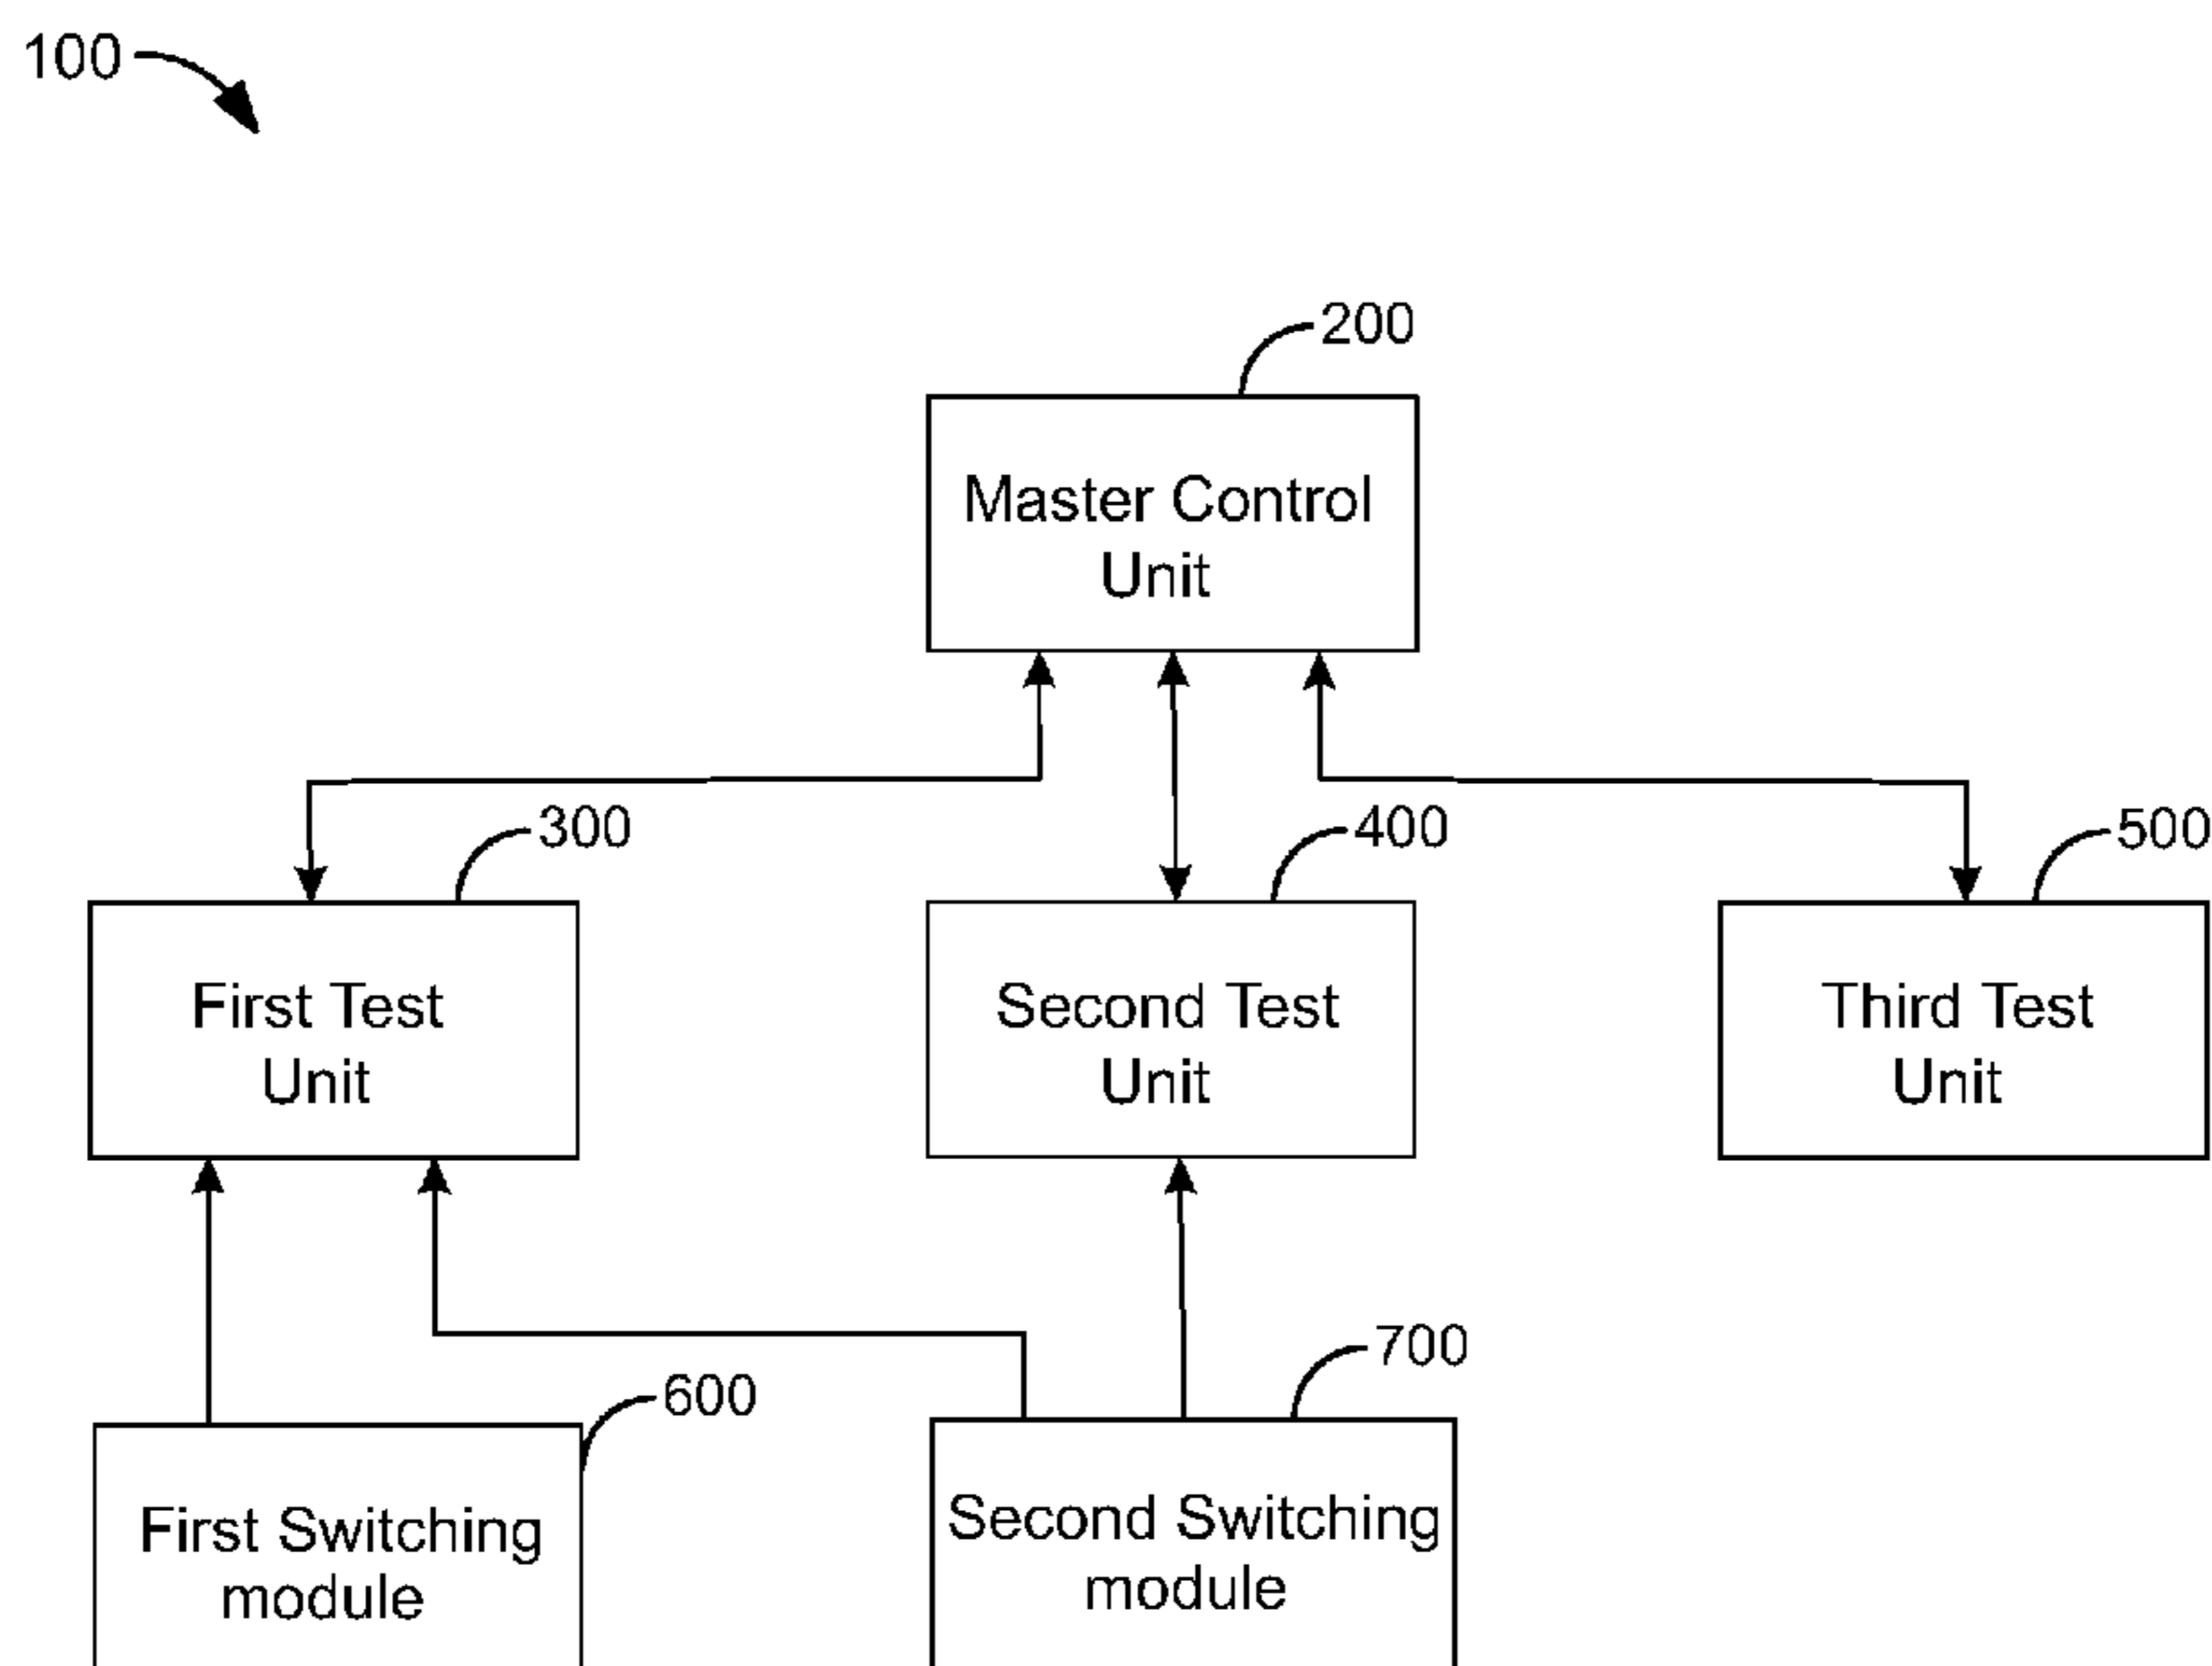 100
200
Master Control
Unit
300
400
500
First Test
Unit
Second Test
Unit
Third Test
Unit
600
700
First Switching
module
Second Switching
module